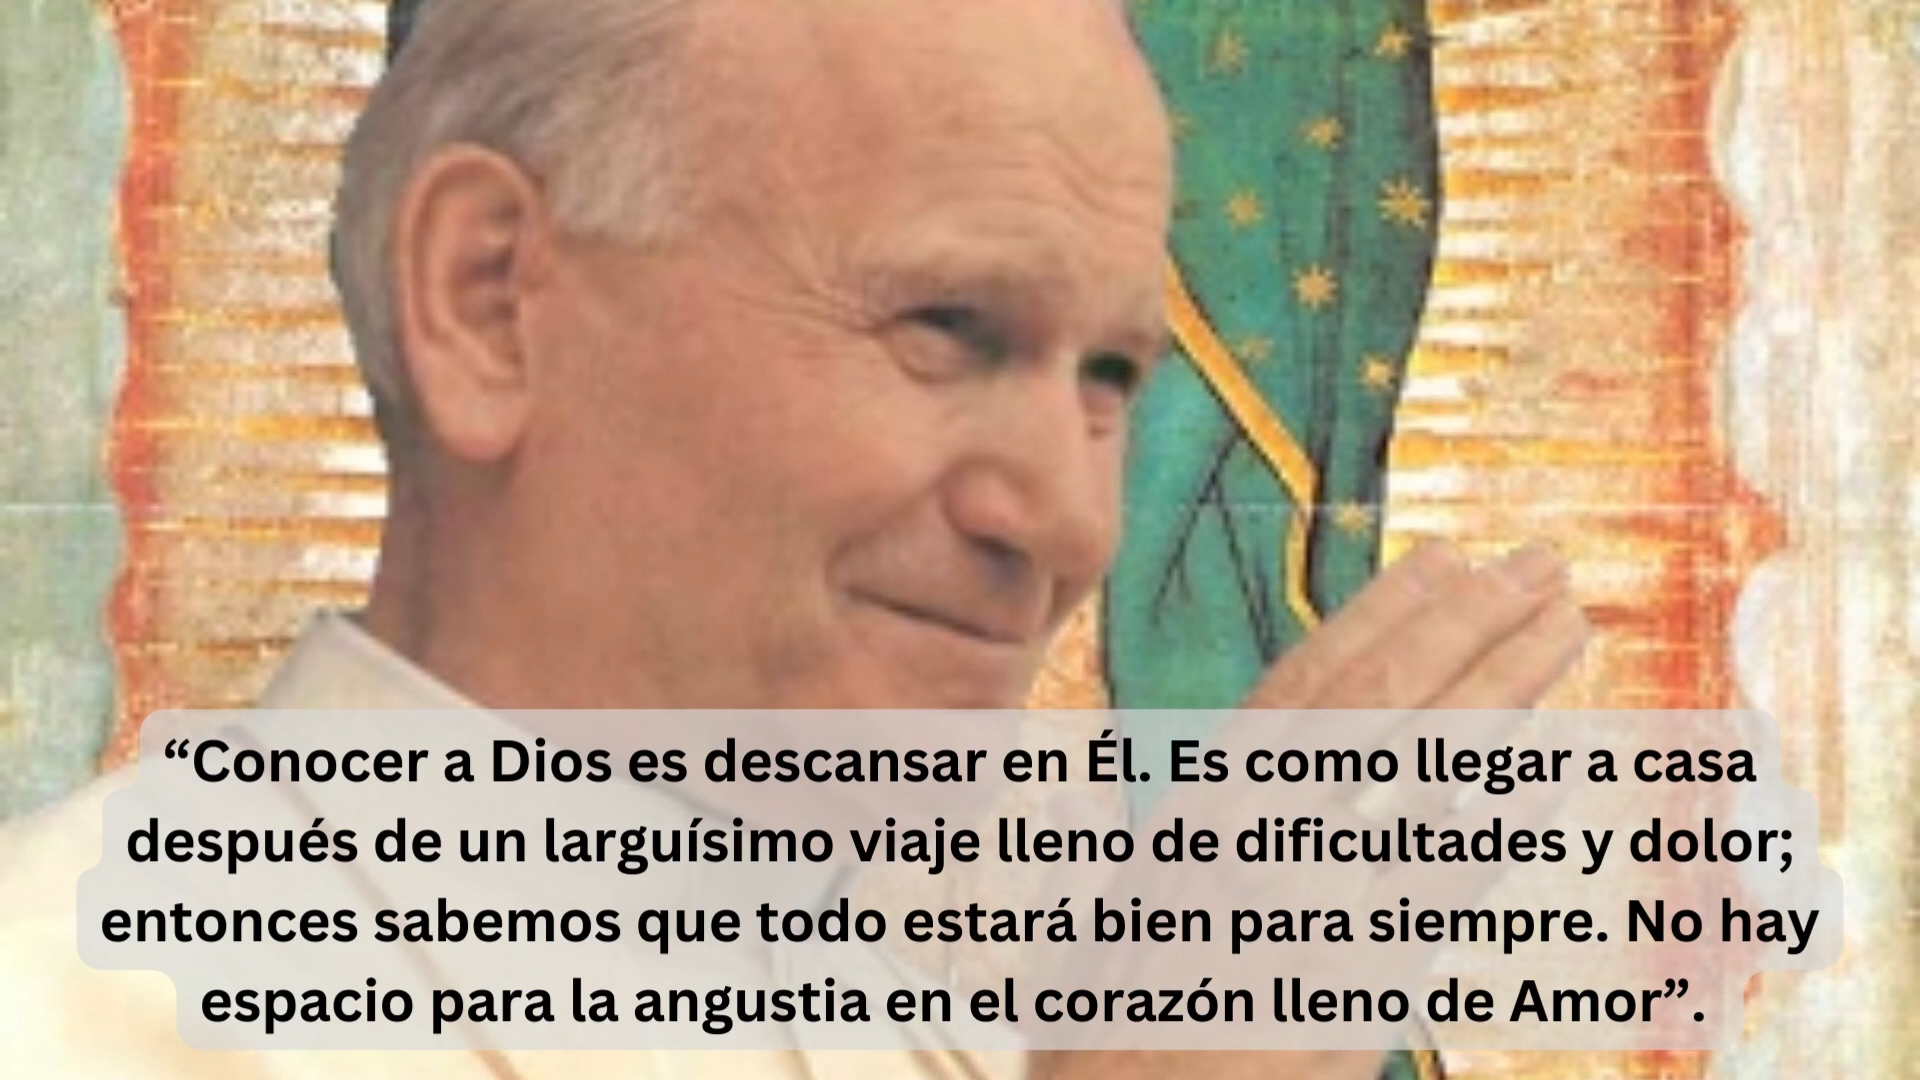 “Conocer a Dios es descansar en Él. Es como llegar a casa
después de un larguísimo viaje lleno de dificultades y dolor;
entonces sabemos que todo estará bien para siempre. No hay
espacio para la angustia en el corazón lleno de Amor”.